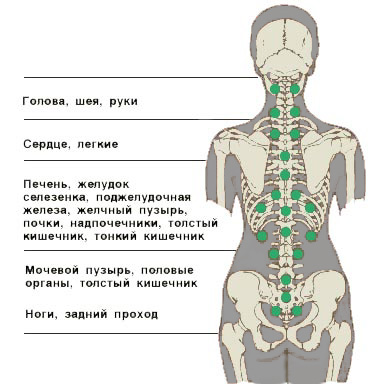 Голова, шея, руки
Сердце, легкие
Печень, желудок
селезенка, поджелудочная
железа, желчный пузырь,
почки, надпочечники, толстый
кишечник, тонкий кишечник
Мочевой пузырь, половые
органы, толстый кишечник
Ноги, задний проход